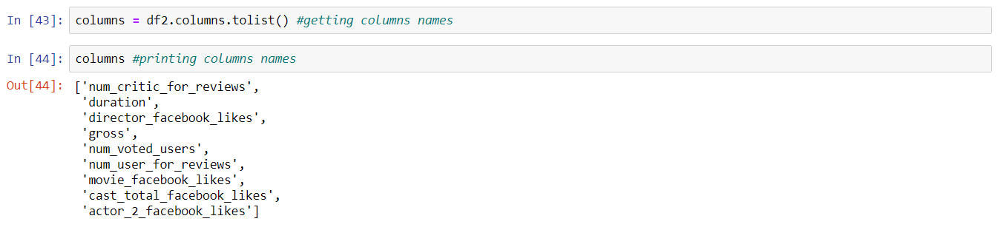 In [43]: columns = df2.columns.tolist() #getting columns names
In [44]: columns #printing columns names
Out[44]: ['num_critic_for_reviews',
'duration',
'director_facebook_likes',
'gross',
'num_voted_users',
'num_user_for_reviews',
'movie_facebook_likes',
'cast_total_facebook_likes',
'actor_2_facebook_likes']